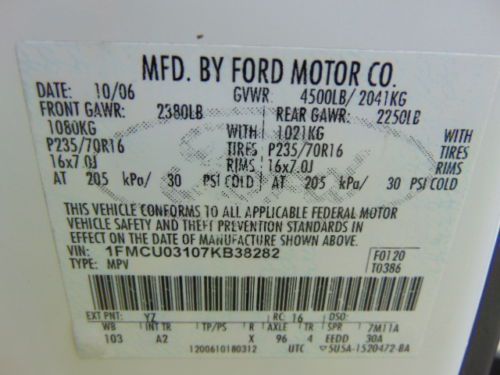 MFD. BY FORD MOTOR CO.
DATE: 10/06 GVWR: 4500LB/ 2041KG
FRONT GAWR: 2380LB REAR GAWR: 2250LB
1080KG WITH 1021KG WITH
P235/70R16 TIRES P235/70R16 TIRES
16x7.0J RIMS 16x7.0J RIMS
AT 205 kPa/ 30 PSI COLD AT 205 kPa/ 30 PSI COLD
THIS VEHICLE CONFORMS TO ALL APPLICABLE FEDERAL MOTOR
VEHICLE SAFETY AND THEFT PREVENTION STANDARDS IN
EFFECT ON THE DATE OF MANUFACTURE SHOWN ABOVE.
VIN: 1FMCU03107KB38282 F0120
TYPE: MPV T0386
EXT PNT: YZ RC: 16 DSO:
WB INT TR TP/PS R AXLE TR SPR 7M11A
103 A2 X 96 4 EEDD 30A
1200610180312 UTC 5U5A-1520472-BA